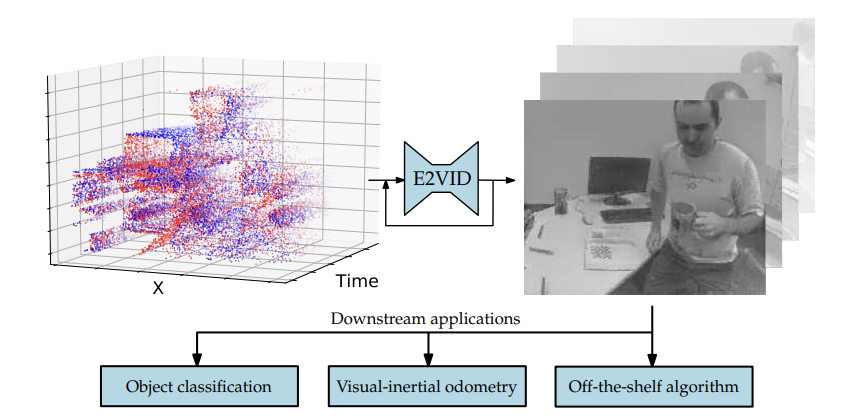 E2VID
Time
X
Downstream applications
Object classification
Visual-inertial odometry
Off-the-shelf algorithm